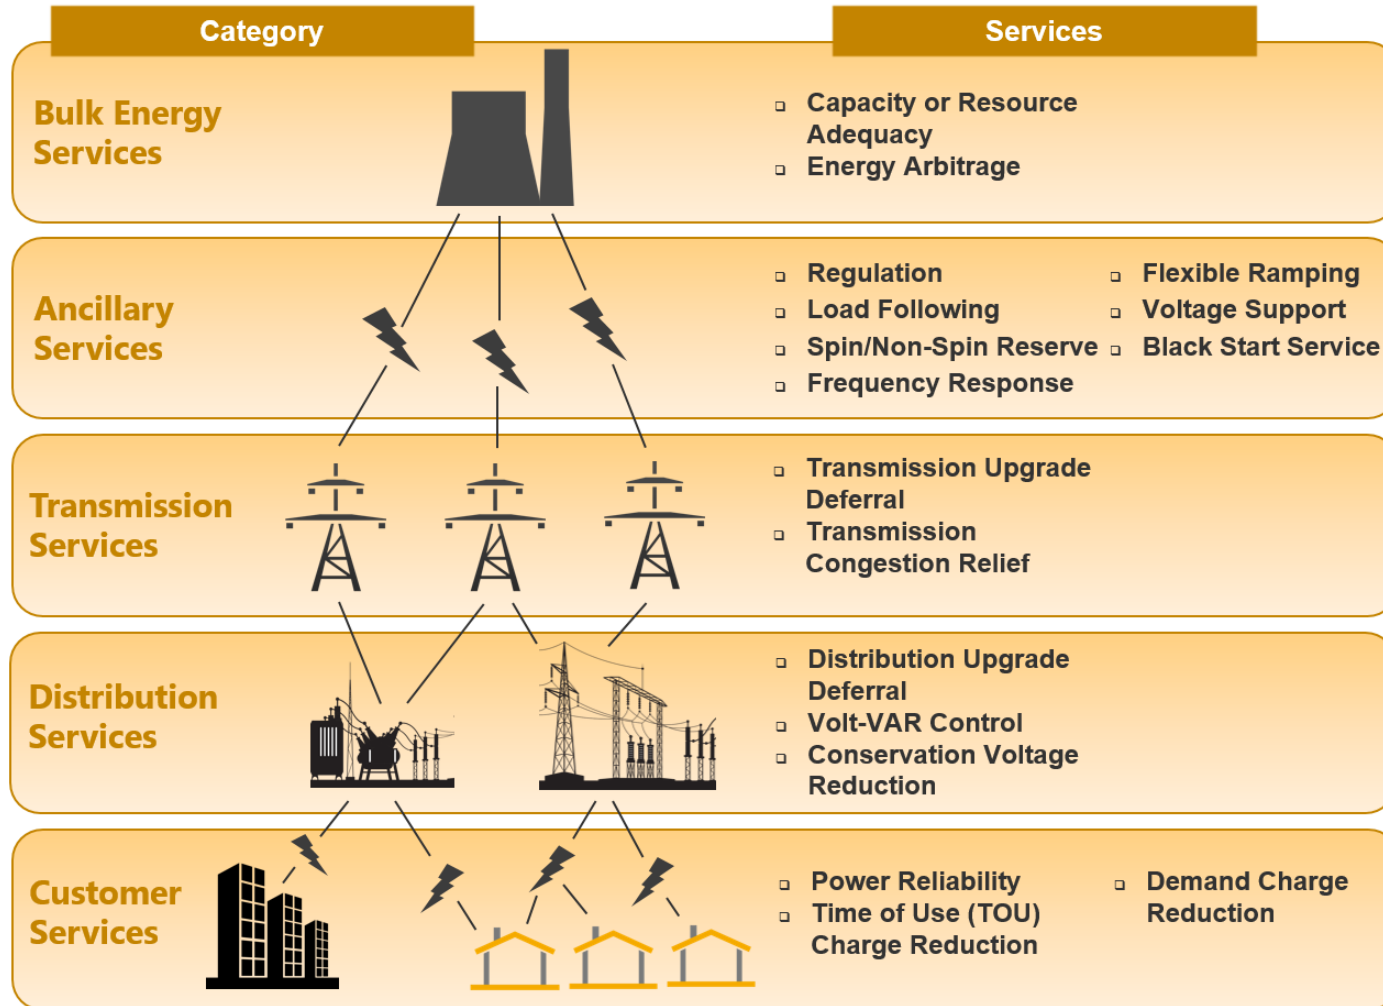 Category
Services
Bulk Energy
Services
Capacity or Resource
Adequacy
Energy Arbitrage
Ancillary
Services
Regulation
Load Following
Spin/Non-Spin Reserve
Frequency Response
Flexible Ramping
Voltage Support
Black Start Service
Transmission
Services
Transmission Upgrade
Deferral
Transmission
Congestion Relief
Distribution
Services
Distribution Upgrade
Deferral
Volt-VAR Control
Conservation Voltage
Reduction
Customer
Services
Power Reliability
Time of Use (TOU)
Charge Reduction
Demand Charge
Reduction